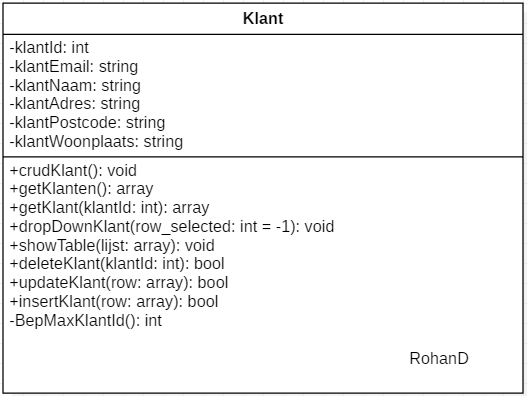 Klant
-klantId: int
-klantEmail: string
-klantNaam: string
-klantAdres: string
-klantPostcode: string
-klantWoonplaats: string
+crudKlant(): void
+getKlanten(): array
+getKlant(klantId: int): array
+dropDownKlant(row_selected: int = -1): void
+showTable(lijst: array): void
+deleteKlant(klantId: int): bool
+updateKlant(row: array): bool
+insertKlant(row: array): bool
-BepMaxKlantId(): int
RohanD